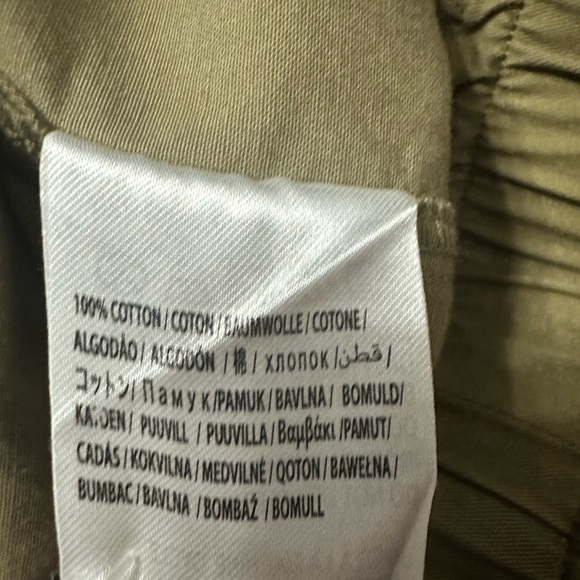 100% COTTON / COTON / BAUMWOLLE / COTONE /
ALGODÃO / ALGODÓN / 棉 / хлопок / قطن /
コットン / Памук / PAMUK / BAVLNA / BOMULD /
KATOEN / PUUVILL / PUUVILLA / Βαμβάκι / PAMUT /
CADÁS / KOKVILNA / MEDVILNĖ / QOTON / BAWEŁNA /
BUMBAC / BAVLNA / BOMBAŽ / BOMULL